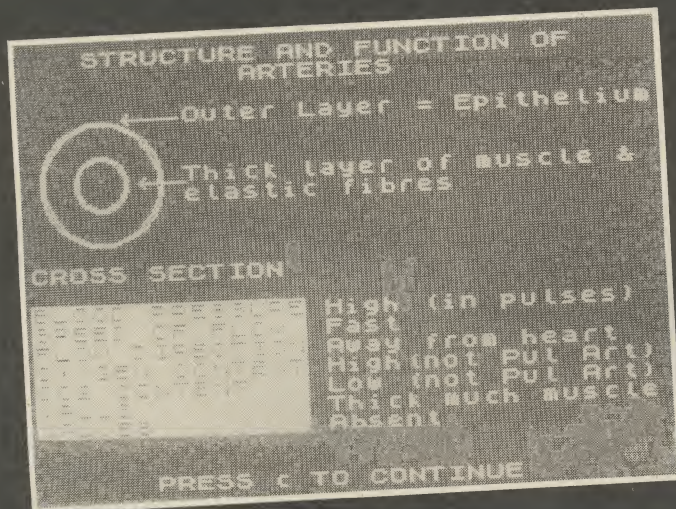 STRUCTURE AND FUNCTION OF
ARTERIES
Outer Layer = Epithelium
Thick layer of muscle &
elastic fibres
CROSS SECTION
High (in pulses)
Fast
Away from heart
High (not Pul Art)
Low (not Pul Art)
Thick much muscle
Absent
PRESS c TO CONTINUE